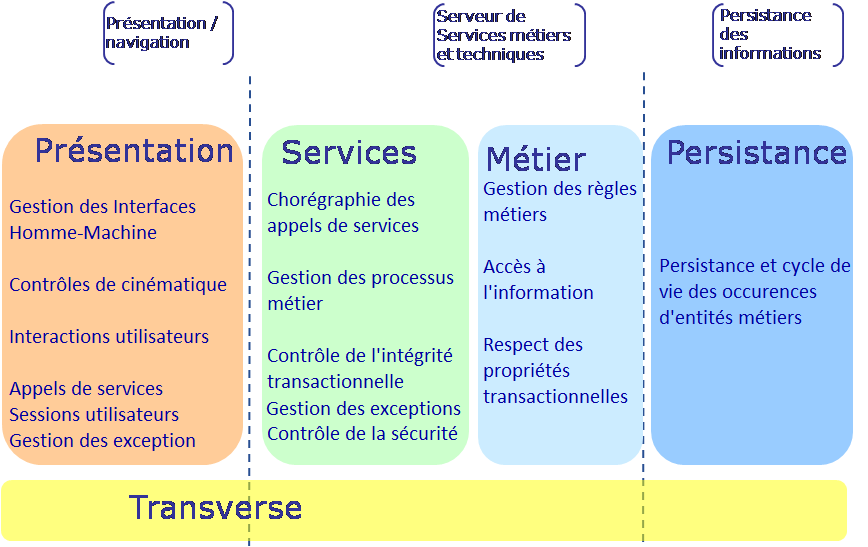 Présentation /
navigation
Serveur de
Services métiers
et techniques
Persistance
des
informations
Présentation
Gestion des Interfaces
Homme-Machine
Contrôles de cinématique
Interactions utilisateurs
Appels de services
Sessions utilisateurs
Gestion des exception
Services
Chorégraphie des
appels de services
Gestion des processus
métier
Contrôle de l'intégrité
transactionnelle
Gestion des exceptions
Contrôle de la sécurité
Métier
Gestion des règles
métiers
Accès à
l'information
Respect des
propriétés
transactionnelles
Persistance
Persistance et cycle de
vie des occurences
d'entités métiers
Transverse